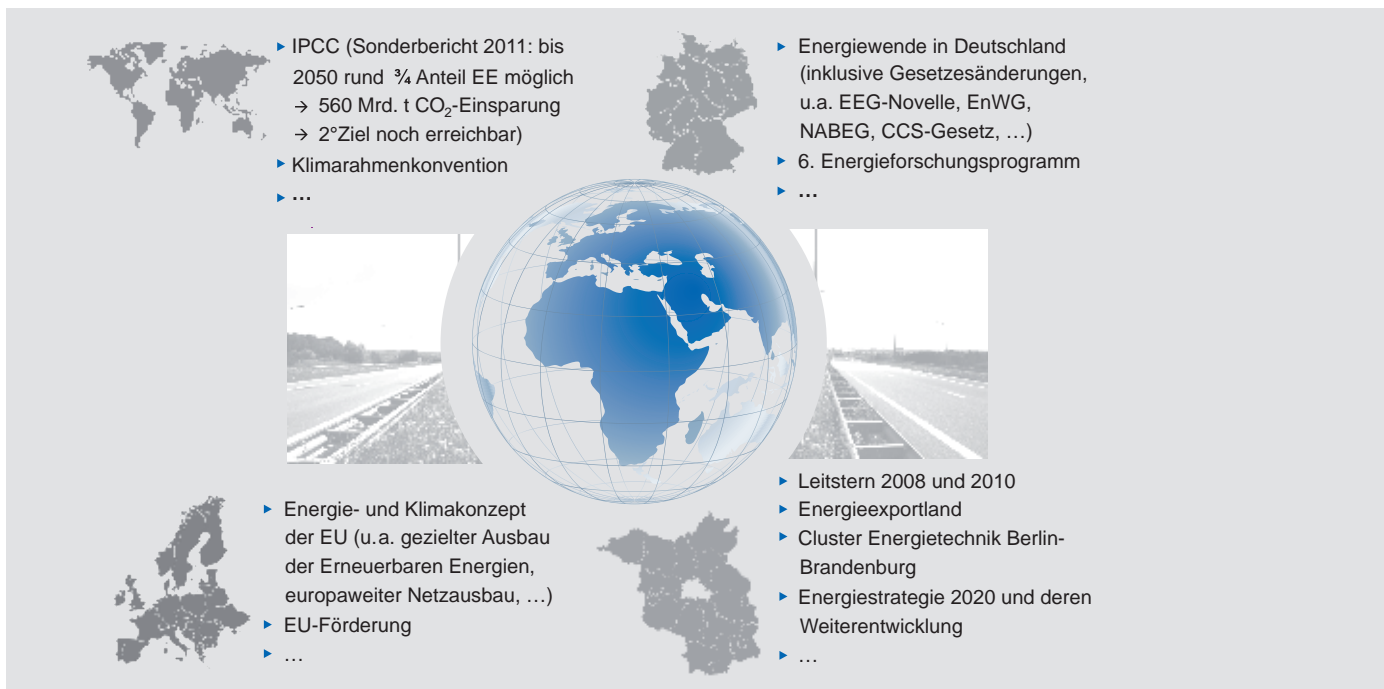 IPCC (Sonderbericht 2011: bis
2050 rund ¾ Anteil EE möglich
→ 560 Mrd. t CO₂-Einsparung
→ 2°Ziel noch erreichbar)
Klimarahmenkonvention
...
Energiewende in Deutschland
(inklusive Gesetzesänderungen,
u.a. EEG-Novelle, EnWG,
NABEG, CCS-Gesetz, ...)
6. Energieforschungsprogramm
...
Energie- und Klimakonzept
der EU (u.a. gezielter Ausbau
der Erneuerbaren Energien,
europaweiter Netzausbau, ...)
EU-Förderung
...
Leitstern 2008 und 2010
Energieexportland
Cluster Energietechnik Berlin-
Brandenburg
Energiestrategie 2020 und deren
Weiterentwicklung
...